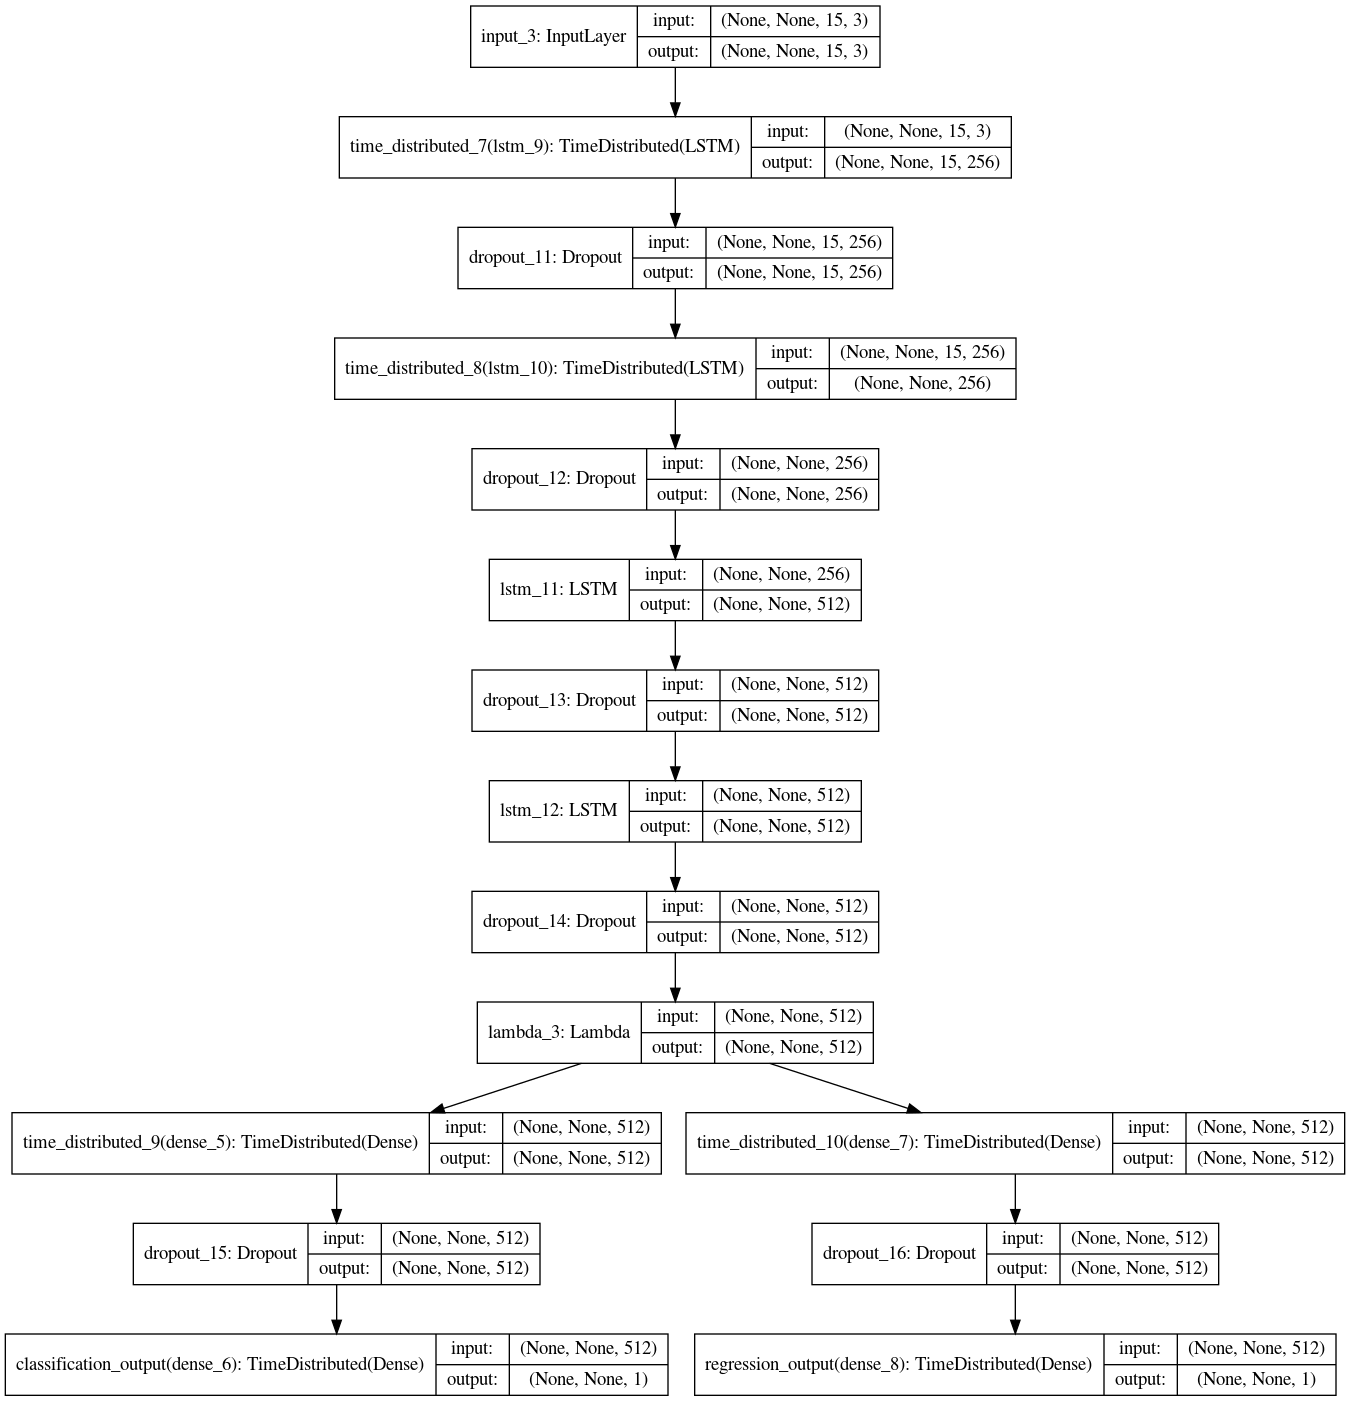 input_3: InputLayer
input: (None, None, 15, 3)
output: (None, None, 15, 3)
time_distributed_7(lstm_9): TimeDistributed(LSTM)
input: (None, None, 15, 3)
output: (None, None, 15, 256)
dropout_11: Dropout
input: (None, None, 15, 256)
output: (None, None, 15, 256)
time_distributed_8(lstm_10): TimeDistributed(LSTM)
input: (None, None, 15, 256)
output: (None, None, 256)
dropout_12: Dropout
input: (None, None, 256)
output: (None, None, 256)
lstm_11: LSTM
input: (None, None, 256)
output: (None, None, 512)
dropout_13: Dropout
input: (None, None, 512)
output: (None, None, 512)
lstm_12: LSTM
input: (None, None, 512)
output: (None, None, 512)
dropout_14: Dropout
input: (None, None, 512)
output: (None, None, 512)
lambda_3: Lambda
input: (None, None, 512)
output: (None, None, 512)
time_distributed_9(dense_5): TimeDistributed(Dense)
input: (None, None, 512)
output: (None, None, 512)
time_distributed_10(dense_7): TimeDistributed(Dense)
input: (None, None, 512)
output: (None, None, 512)
dropout_15: Dropout
input: (None, None, 512)
output: (None, None, 512)
dropout_16: Dropout
input: (None, None, 512)
output: (None, None, 512)
classification_output(dense_6): TimeDistributed(Dense)
input: (None, None, 512)
output: (None, None, 1)
regression_output(dense_8): TimeDistributed(Dense)
input: (None, None, 512)
output: (None, None, 1)